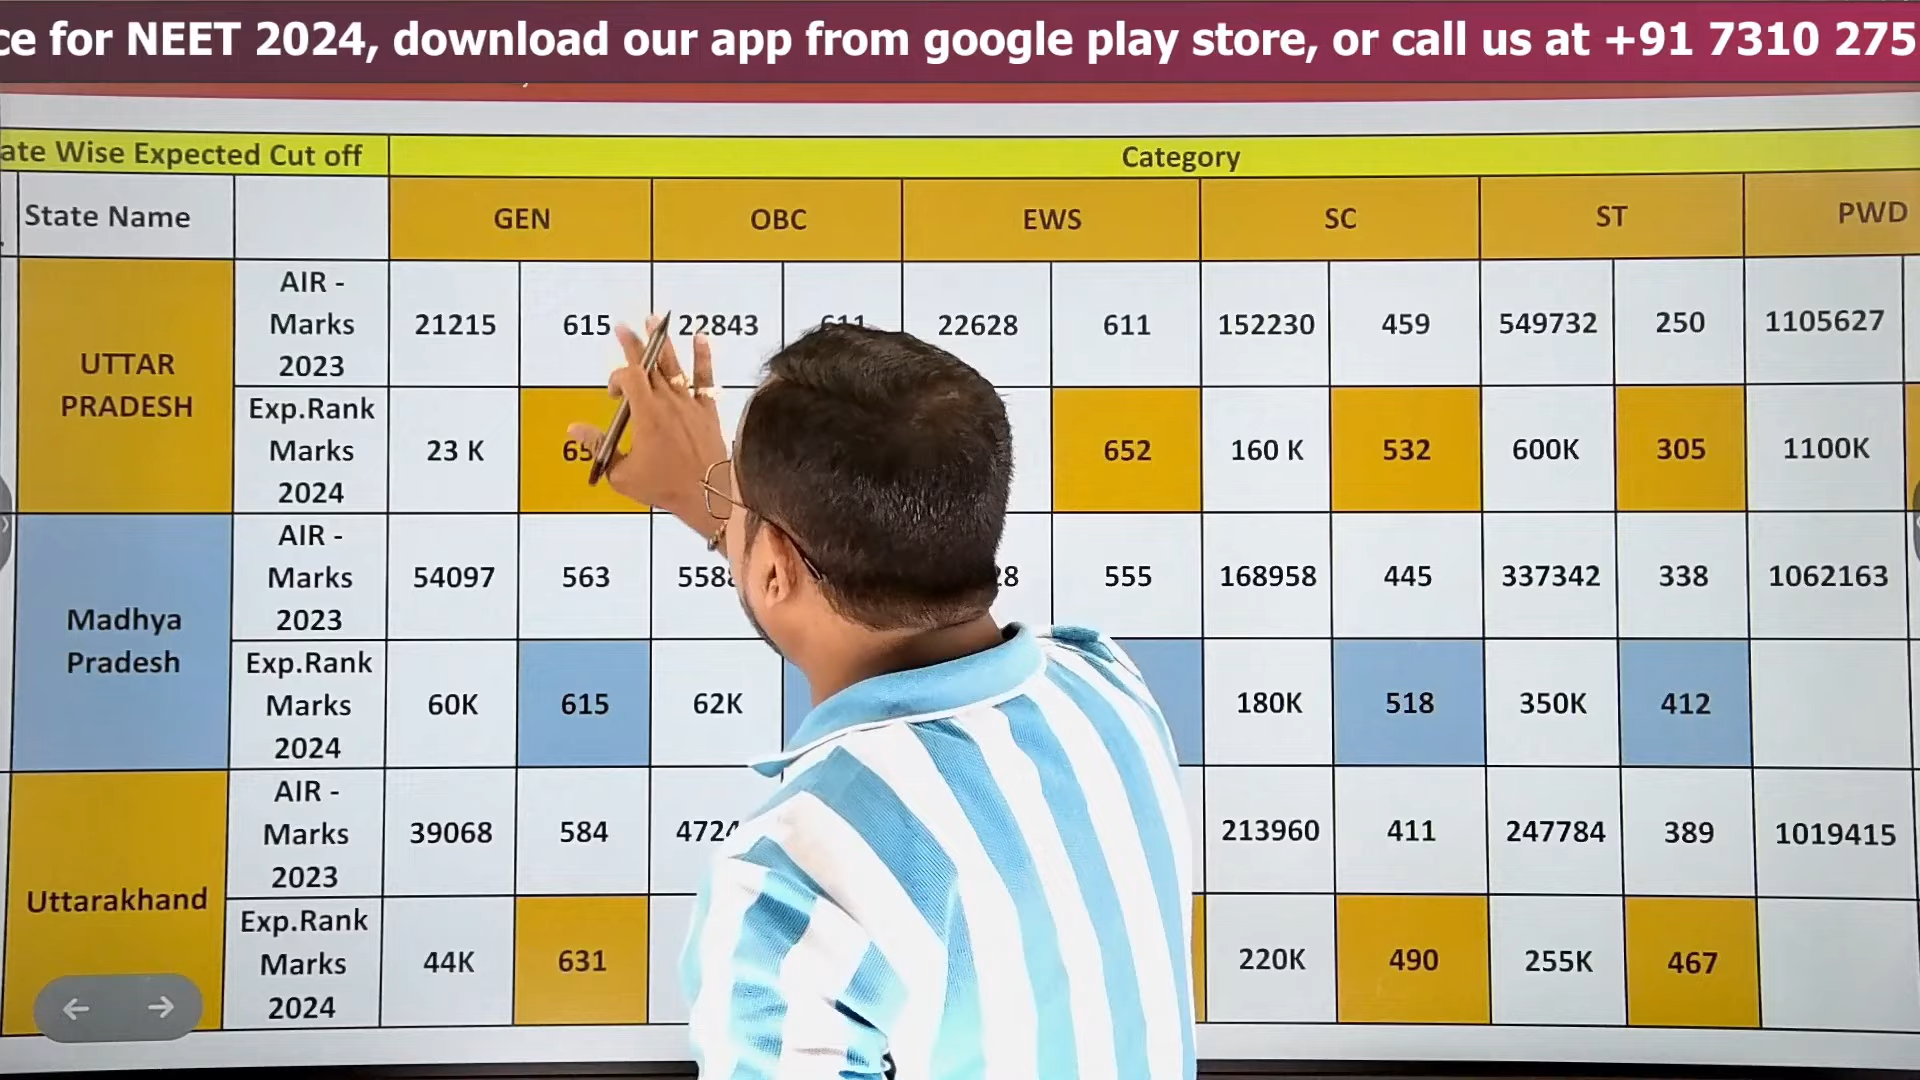 ce for NEET 2024, download our app from google play store, or call us at +91 7310 275
ate Wise Expected Cut off Category
State Name GEN OBC EWS SC ST PWD
UTTAR PRADESH
AIR - Marks 2023 21215 615 22843 611 22628 611 152230 459 549732 250 1105627
Exp.Rank Marks 2024 23 K 652 160 K 532 600K 305 1100K
Madhya Pradesh
AIR - Marks 2023 54097 563 555 168958 445 337342 338 1062163
Exp.Rank Marks 2024 60K 615 62K 180K 518 350K 412
Uttarakhand
AIR - Marks 2023 39068 584 213960 411 247784 389 1019415
Exp.Rank Marks 2024 44K 631 220K 490 255K 467